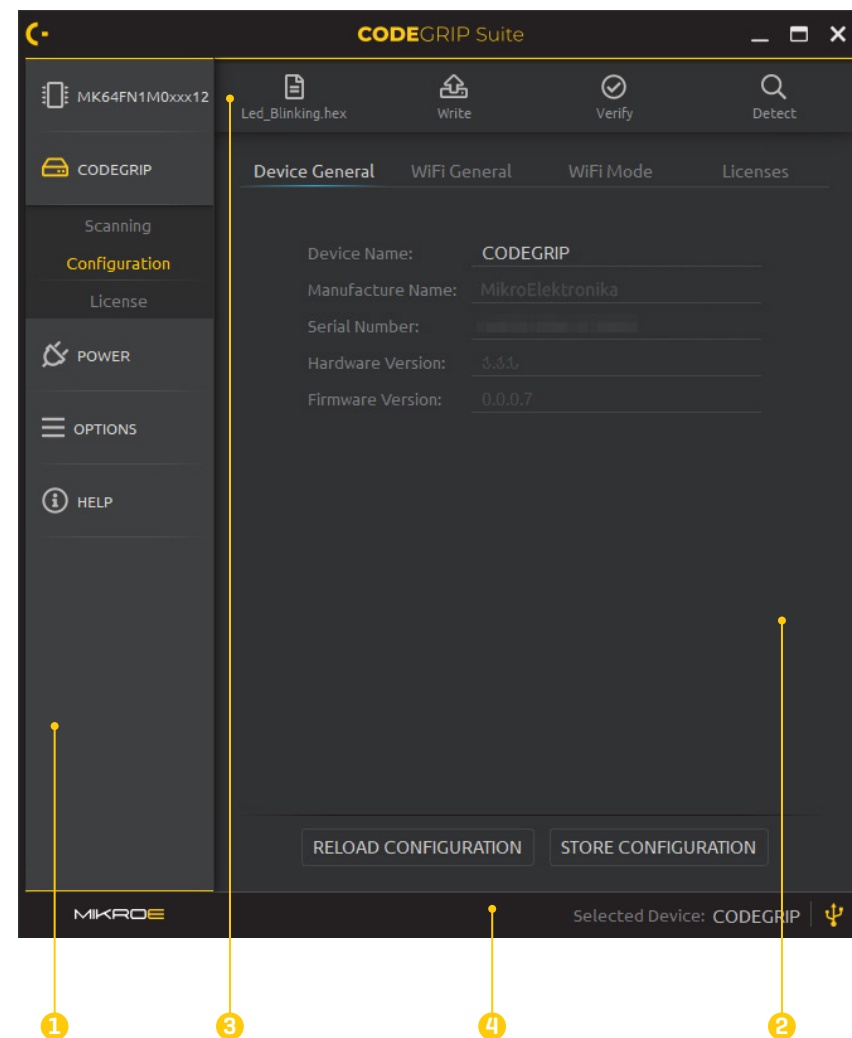 CODEGRIP Suite
MK64FN1M0xxx12
Led_Blinking.hex
Write
Verify
Detect
CODEGRIP
Device General
WiFi General
WiFi Mode
Licenses
Scanning
Configuration
License
Device Name: CODEGRIP
Manufacture Name: MikroElektronika
Serial Number:
Hardware Version:
Firmware Version: 0.0.0.7
POWER
OPTIONS
HELP
RELOAD CONFIGURATION
STORE CONFIGURATION
MIKROE
Selected Device: CODEGRIP
1
3
4
2